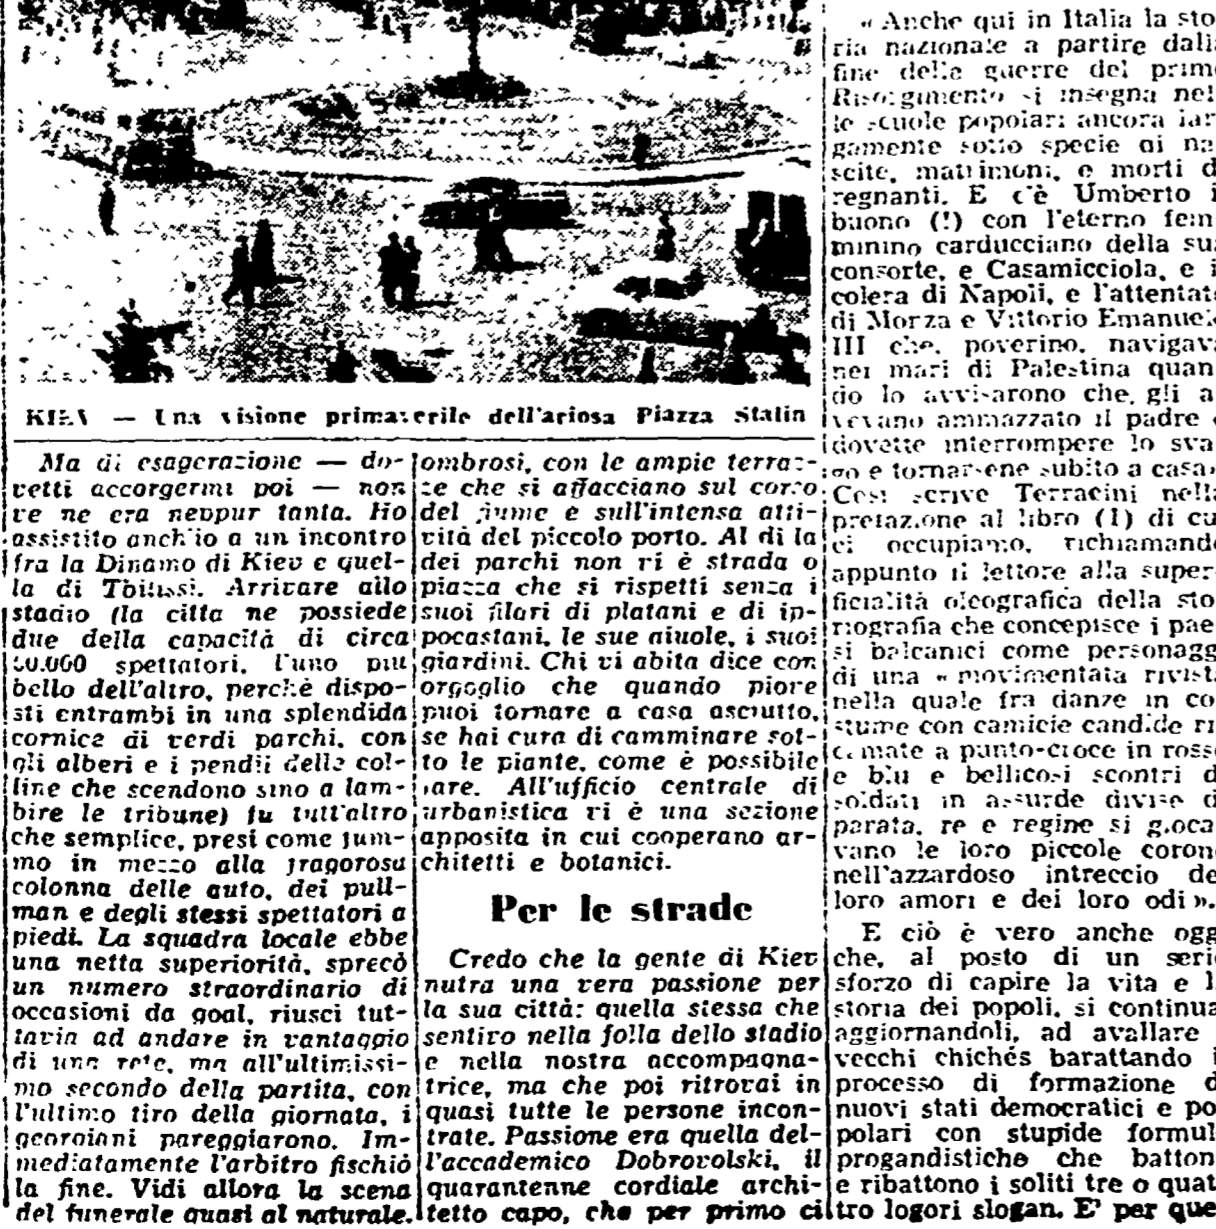 KIEV — Una visione primaverile dell'ariosa Piazza Stalin
Ma di esagerazione — do-
vetti accorgermi poi — non
ve ne era neppur tanta. Ho
assistito anch'io a un incontro
fra la Dinamo di Kiev e quel-
la di Tbilissi. Arrivare allo
stadio (la città ne possiede
due della capacità di circa
spettatori, l'uno più
bello dell'altro, perchè dispo-
sti entrambi in una splendida
cornice di verdi parchi, con
gli alberi e i pendii delle col-
line che scendono sino a lam-
bire le tribune) fu tutt'altro
che semplice, presi come fum-
mo in mezzo alla fragorosa
colonna delle auto, dei pull-
man e degli stessi spettatori a
piedi. La squadra locale ebbe
una netta superiorità, sprecò
un numero straordinario di
occasioni da goal, riuscì tut-
tavia ad andare in vantaggio
di una rete, ma all'ultimissi-
mo secondo della partita, con
l'ultimo tiro della giornata, i
georgiani pareggiarono. Im-
mediatamente l'arbitro fischiò
la fine. Vidi allora la scena
del funerale quasi al naturale.
ombrosi, con le ampie terraz-
ze che si affacciano sul corso
del fiume e sull'intensa atti-
vità del piccolo porto. Al di là
dei parchi non vi è strada o
piazza che si rispetti senza i
suoi filari di platani e di ip-
pocastani, le sue aiuole, i suoi
giardini. Chi vi abita dice con
orgoglio che quando piove
puoi tornare a casa asciutto,
se hai cura di camminare sot-
to le piante, come è possibile
fare. All'ufficio centrale di
urbanistica vi è una sezione
apposita in cui cooperano ar-
chitetti e botanici.
Per le strade
Credo che la gente di Kiev
nutra una vera passione per
la sua città: quella stessa che
sentivo nella folla dello stadio
e nella nostra accompagna-
trice, ma che poi ritrovai in
quasi tutte le persone incon-
trate. Passione era quella del-
l'accademico Dobrovolski, il
quarantenne cordiale archi-
tetto capo, che per primo ci
« Anche qui in Italia la sto
ria nazionale a partire dalla
fine delle guerre del primo
Risorgimento si insegna nel
le scuole popolari ancora lar
gamente sotto specie di na
scite, matrimoni, e morti d
regnanti. E c'è Umberto i
buono (!) con l'eterno fem
minino carducciano della sua
consorte, e Casamicciola, e i
colera di Napoli, e l'attentato
di Monza e Vittorio Emanuele
III che, poverino, navigava
nei mari di Palestina quan
do lo avvisarono che gli a
vevano ammazzato il padre e
dovette interrompere lo sva
go e tornarsene subito a casa»
Così scrive Terracini nella
prefazione al libro (1) di cu
ci occupiamo, richiamando
appunto il lettore alla super
ficialità oleografica della sto
riografia che concepisce i pae
si balcanici come personagg
di una « movimentata rivista
nella quale fra danze in co
stume con camicie candide ri
camate a punto-croce in rosso
e blu e bellicosi scontri d
soldati in assurde divise d
parata, re e regine si gioca
vano le loro piccole corone
nell'azzardoso intreccio de
loro amori e dei loro odi ».
E ciò è vero anche ogg
che, al posto di un serio
sforzo di capire la vita e l
storia dei popoli, si continua
aggiornandoli, ad avallare
vecchi clichés barattando i
processo di formazione d
nuovi stati democratici e po
polari con stupide formul
progandistiche che batton
e ribattono i soliti tre o quat
tro logori slogan. E' per que